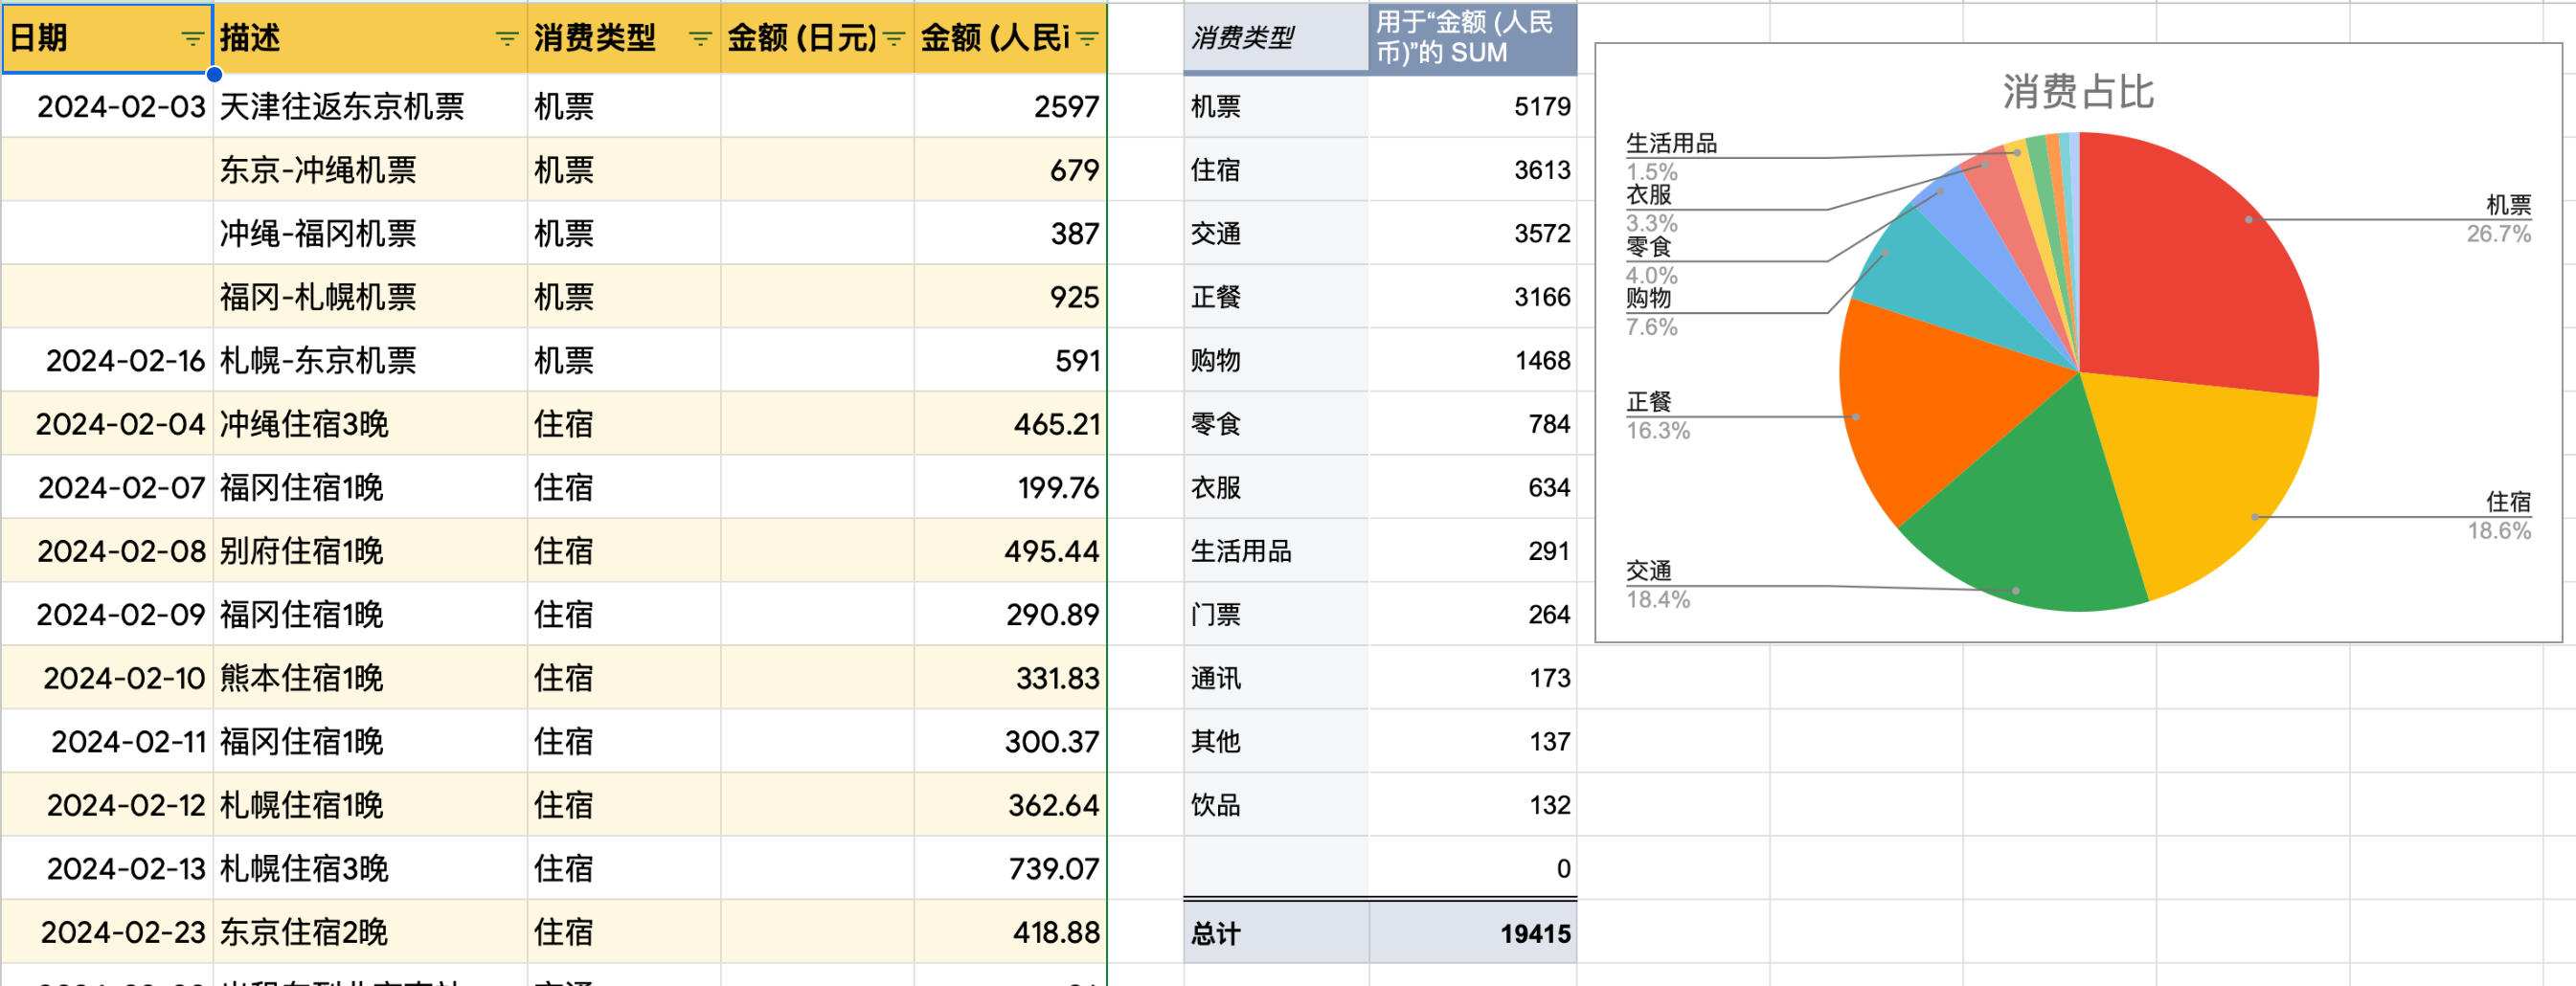 日期 描述 消费类型 金额 (日元) 金额 (人民
2024-02-03 天津往返东京机票 机票 2597
东京-冲绳机票 机票 679
冲绳-福冈机票 机票 387
福冈-札幌机票 机票 925
2024-02-16 札幌-东京机票 机票 591
2024-02-04 冲绳住宿3晚 住宿 465.21
2024-02-07 福冈住宿1晚 住宿 199.76
2024-02-08 别府住宿1晚 住宿 495.44
2024-02-09 福冈住宿1晚 住宿 290.89
2024-02-10 熊本住宿1晚 住宿 331.83
2024-02-11 福冈住宿1晚 住宿 300.37
2024-02-12 札幌住宿1晚 住宿 362.64
2024-02-13 札幌住宿3晚 住宿 739.07
2024-02-23 东京住宿2晚 住宿 418.88
消费类型 用于“金额 (人民
币)”的 SUM
机票 5179
住宿 3613
交通 3572
正餐 3166
购物 1468
零食 784
衣服 634
生活用品 291
门票 264
通讯 173
其他 137
饮品 132
0
总计 19415
消费占比
生活用品
1.5%
衣服
3.3%
零食
4.0%
购物
7.6%
正餐
16.3%
交通
18.4%
机票
26.7%
住宿
18.6%